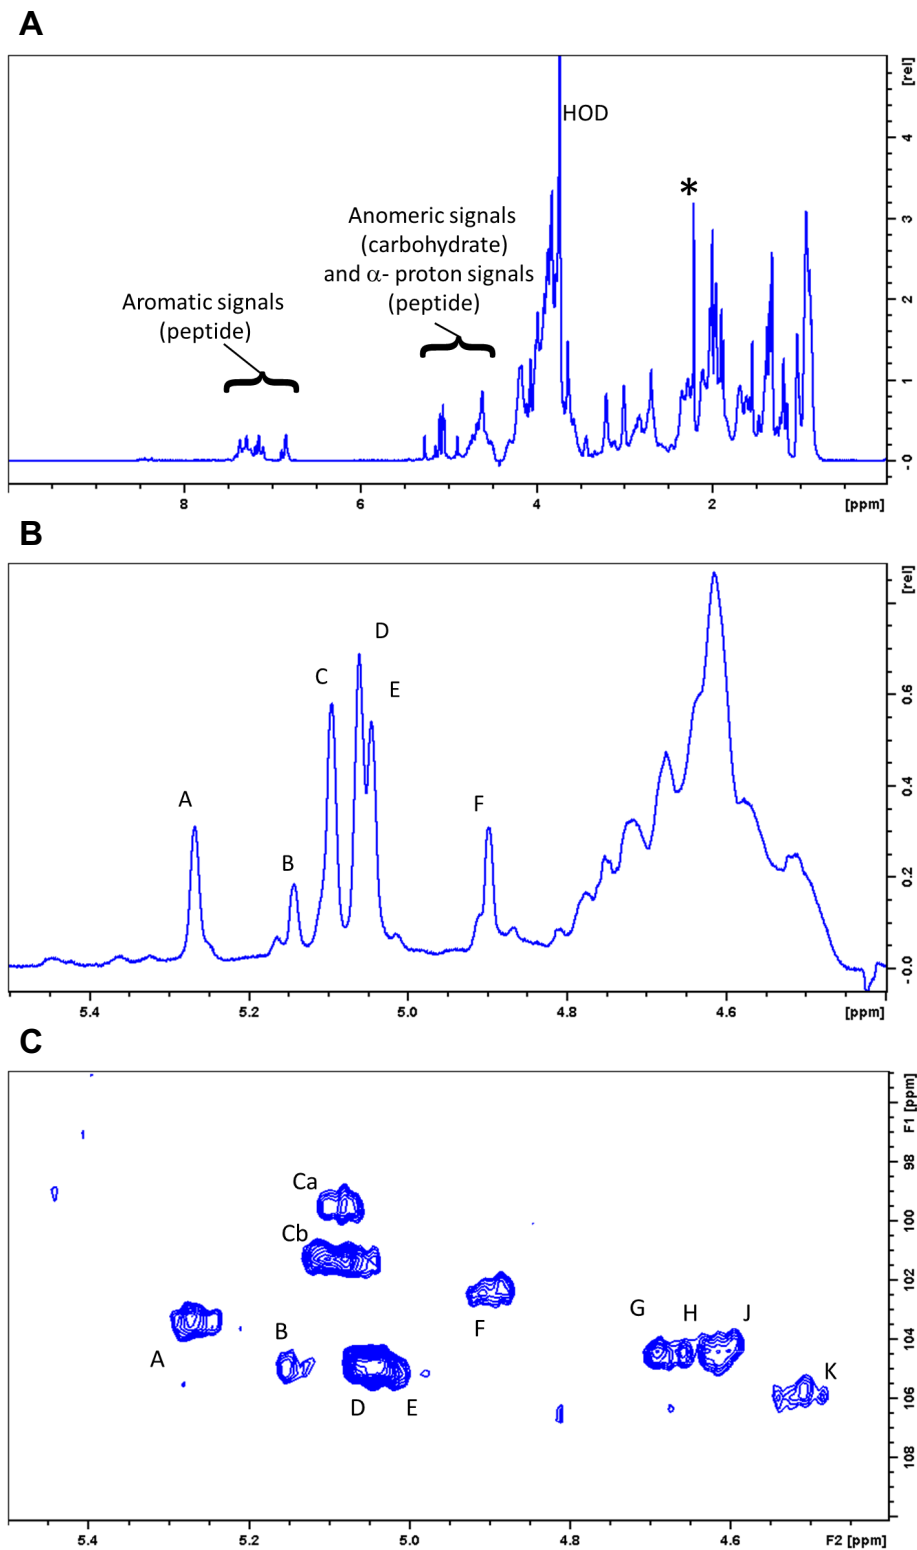 A
[rel]
HOD
4
*
Anomeric signals
(carbohydrate)
and α- proton signals
(peptide)
3
Aromatic signals
(peptide)
2
1
- 0
8
6
4
2
[ppm]
B
[rel]
D
C
E
0.6
A
F
0.4
B
0.2
-0.0
5.4
5.2
5.0
4.8
4.6
[ppm]
C
F1 [ppm]
98
Ca
100
Cb
102
G
H
J
F
B
104
A
K
106
D
E
108
5.4
5.2
5.0
4.8
4.6
F2 [ppm]